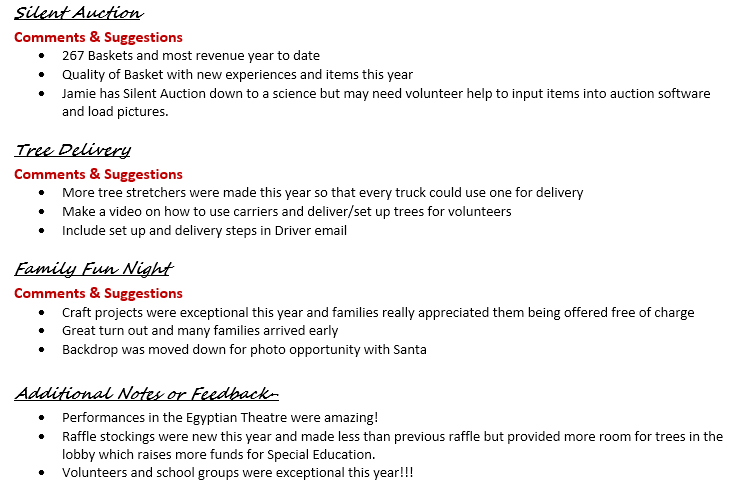 Silent Auction
Comments & Suggestions
• 267 Baskets and most revenue year to date
• Quality of Basket with new experiences and items this year
• Jamie has Silent Auction down to a science but may need volunteer help to input items into auction software
and load pictures.
Tree Delivery
Comments & Suggestions
• More tree stretchers were made this year so that every truck could use one for delivery
• Make a video on how to use carriers and deliver/set up trees for volunteers
• Include set up and delivery steps in Driver email
Family Fun Night
Comments & Suggestions
• Craft projects were exceptional this year and families really appreciated them being offered free of charge
• Great turn out and many families arrived early
• Backdrop was moved down for photo opportunity with Santa
Additional Notes or Feedback
• Performances in the Egyptian Theatre were amazing!
• Raffle stockings were new this year and made less than previous raffle but provided more room for trees in the
lobby which raises more funds for Special Education.
• Volunteers and school groups were exceptional this year!!!